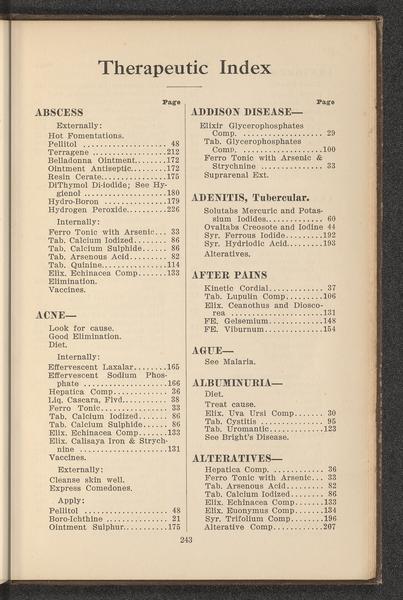 Therapeutic Index
Page
ABSCESS
Externally:
Hot Fomentations.
Pellitol .................... 48
Terragene ..................212
Belladonna Ointment.......172
Ointment Antiseptic........172
Resin Cerate...............175
DiThymol Di-Iodide; See Hy-
gienol ....................180
Hydro-Boron ...............179
Hydrogen Peroxide.........226
Internally:
Ferro Tonic with Arsenic... 33
Tab. Calcium Iodized....... 86
Tab. Calcium Sulphide...... 86
Tab. Arsenous Acid......... 82
Tab. Quinine...............114
Elix. Echinacea Comp......133
Elimination.
Vaccines.
ACNE—
Look for cause.
Good Elimination.
Diet.
Internally:
Effervescent Laxalar........165
Effervescent Sodium Phos-
phate ....................166
Hepatica Comp............. 36
Liq. Cascara, Flvd.......... 38
Ferro Tonic................ 33
Tab. Calcium Iodized....... 86
Tab. Calcium Sulphide...... 86
Elix. Echinacea Comp......133
Elix. Calisaya Iron & Strych-
nine .....................131
Vaccines.
Externally:
Cleanse skin well.
Express Comedones.
Apply:
Pellitol .................... 48
Boro-Ichthine .............. 21
Ointment Sulphur..........175
Page
ADDISON DISEASE—
Elixir Glycerophosphates
Comp. ................... 29
Tab. Glycerophosphates
Comp. ...................100
Ferro Tonic with Arsenic &
Strychnine .............. 33
Suprarenal Ext.
ADENITIS, Tubercular.
Solutabs Mercuric and Potas-
sium Iodides............. 60
Ovaltabs Creosote and Iodine 44
Syr. Ferrous Iodide.........192
Syr. Hydriodic Acid........193
Alteratives.
AFTER PAINS
Kinetic Cordial............. 37
Tab. Lupulin Comp.........106
Elix. Ceanothus and Diosco-
rea ......................131
FE. Gelsemium.............148
FE. Viburnum..............154
AGUE—
See Malaria.
ALBUMINURIA—
Diet.
Treat cause.
Elix. Uva Ursi Comp....... 30
Tab. Cystitis ............... 95
Tab. Uromantic.............123
See Bright's Disease.
ALTERATIVES—
Hepatica Comp. ............ 36
Ferro Tonic with Arsenic... 33
Tab. Arsenous Acid......... 82
Tab. Calcium Iodized....... 86
Elix. Echinacea Comp......133
Elix. Euonymus Comp......134
Syr. Trifolium Comp.......196
Alterative Comp............207
243